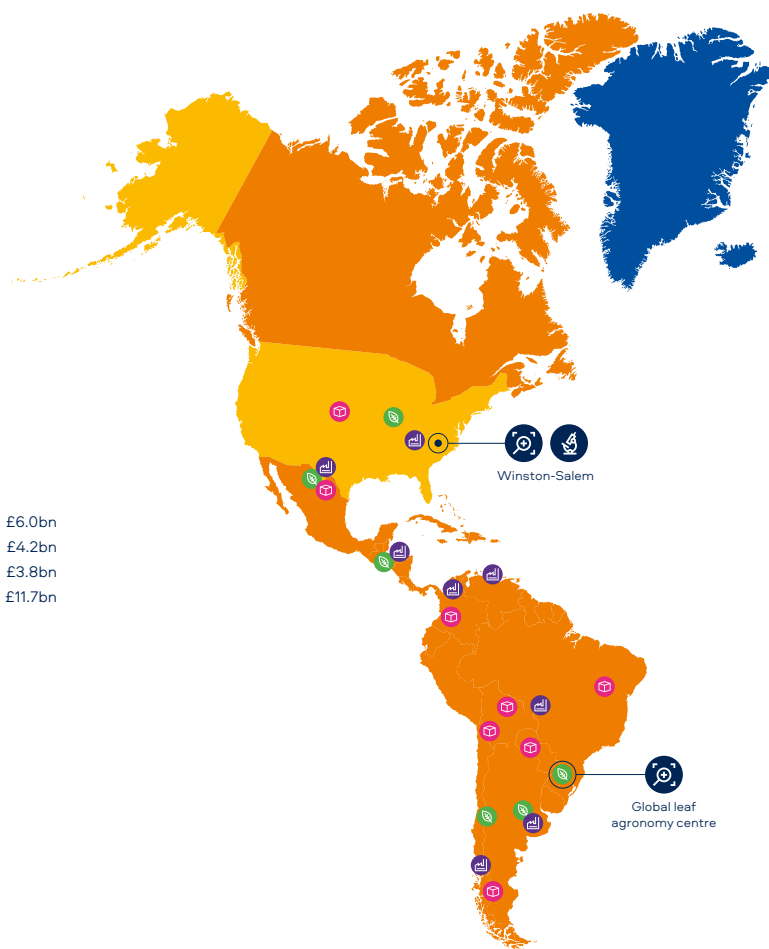 Winston-Salem
£6.0bn
£4.2bn
£3.8bn
£11.7bn
Global leaf
agronomy centre